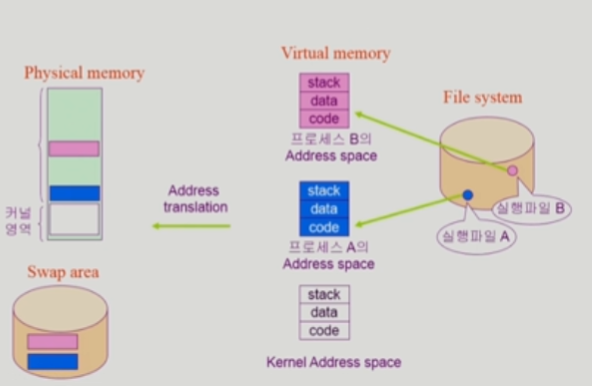 Virtual memory
Physical memory
File system
stack
data
code
프로세스 B의
Address space
Address
translation
stack
data
code
실행파일 B
실행파일 A
커널
영역
프로세스 A의
Address space
Swap area
stack
data
code
Kernel Address space